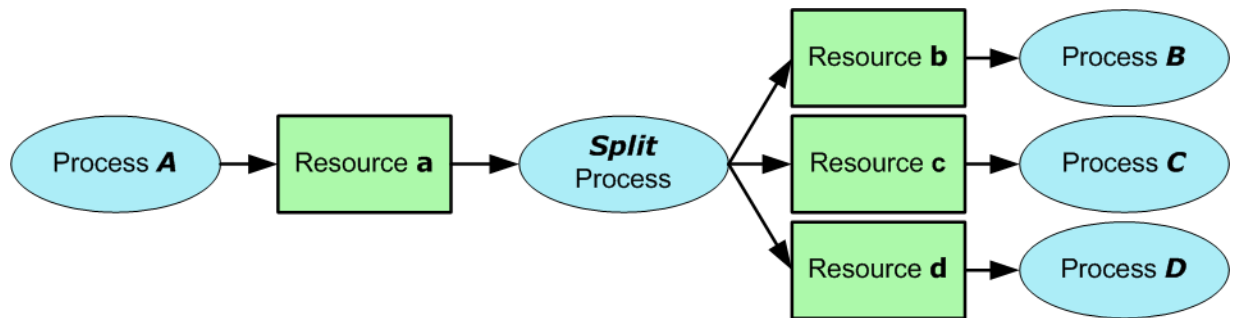 Process A
Resource a
Split
Process
Resource b
Process B
Resource c
Process C
Resource d
Process D